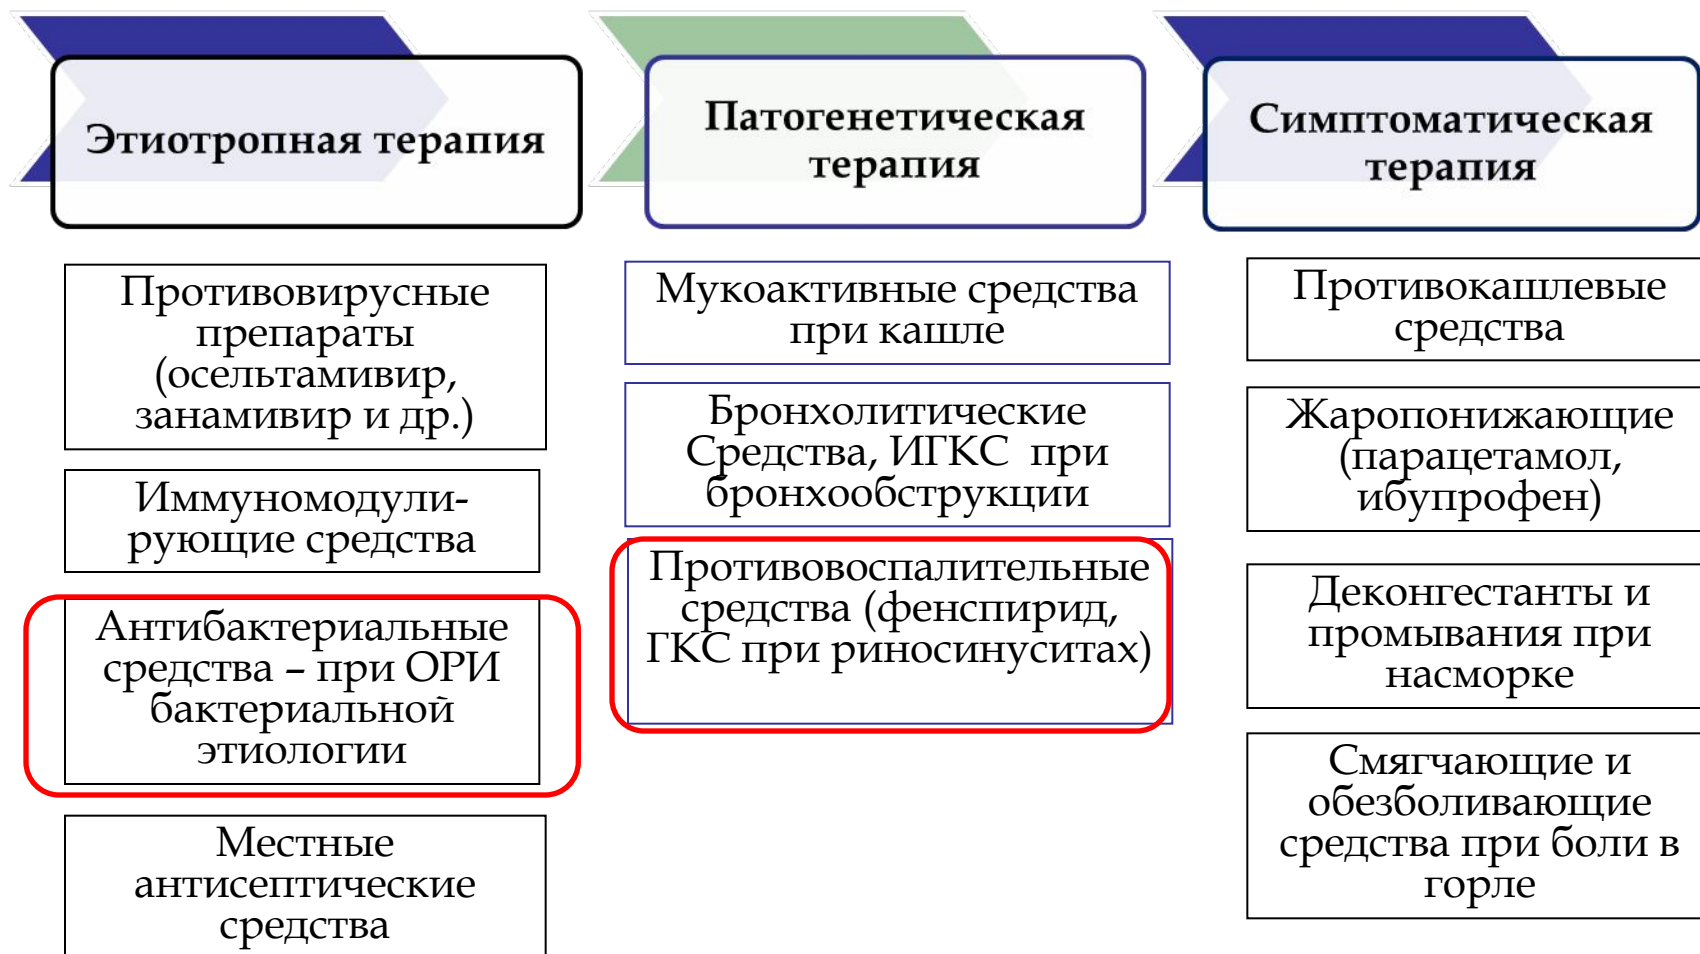 Этиотропная терапия
Противовирусные
препараты
(осельтамивир,
занамивир и др.)
Иммуномодули-
рующие средства
Антибактериальные
средства – при ОРИ
бактериальной
этиологии
Местные
антисептические
средства
Патогенетическая
терапия
Мукоактивные средства
при кашле
Бронхолитические
Средства, ИГКС при
бронхообструкции
Противовоспалительные
средства (фенспирид,
ГКС при риносинуситах)
Симптоматическая
терапия
Противокашлевые
средства
Жаропонижающие
(парацетамол,
ибупрофен)
Деконгестанты и
промывания при
насморке
Смягчающие и
обезболивающие
средства при боли в
горле